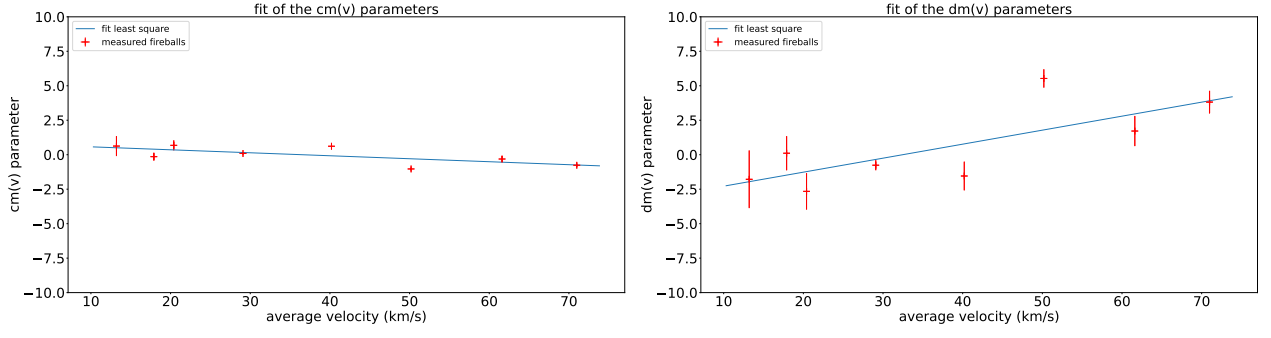 fit of the cm(v) parameters
fit least square
measured fireballs
cm(v) parameter
10.0
7.5
5.0
2.5
0.0
−2.5
−5.0
−7.5
−10.0
10 20 30 40 50 60 70
average velocity (km/s)
fit of the dm(v) parameters
fit least square
measured fireballs
dm(v) parameter
10.0
7.5
5.0
2.5
0.0
−2.5
−5.0
−7.5
−10.0
10 20 30 40 50 60 70
average velocity (km/s)